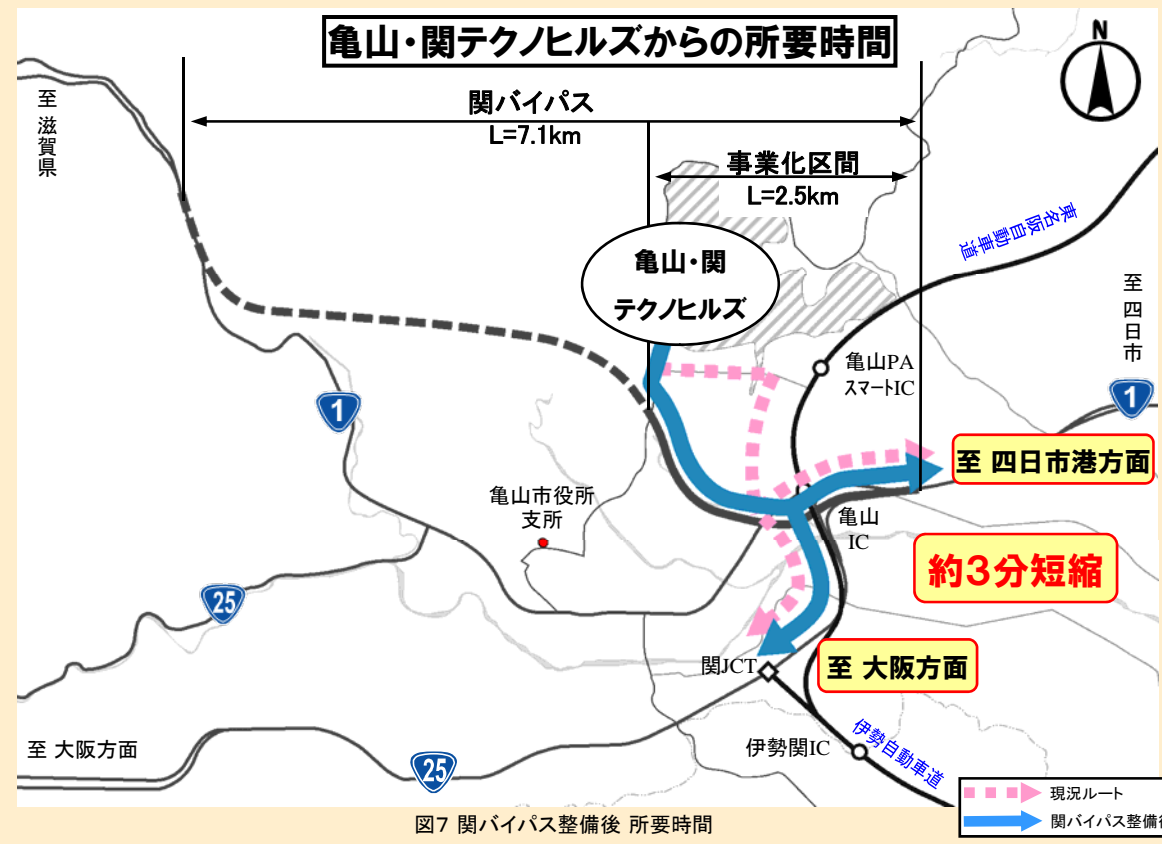 亀山・関テクノヒルズからの所要時間
N
至 滋賀県
関バイパス
L=7.1km
事業化区間
L=2.5km
東名阪自動車道
亀山・関
テクノヒルズ
至 四日市
亀山PA
スマートIC
1
1
至 四日市港方面
亀山市役所
支所
亀山
IC
約3分短縮
25
関JCT
至 大阪方面
至 大阪方面
25
伊勢関IC
伊勢自動車道
現況ルート
関バイパス整備後
図7 関バイパス整備後 所要時間